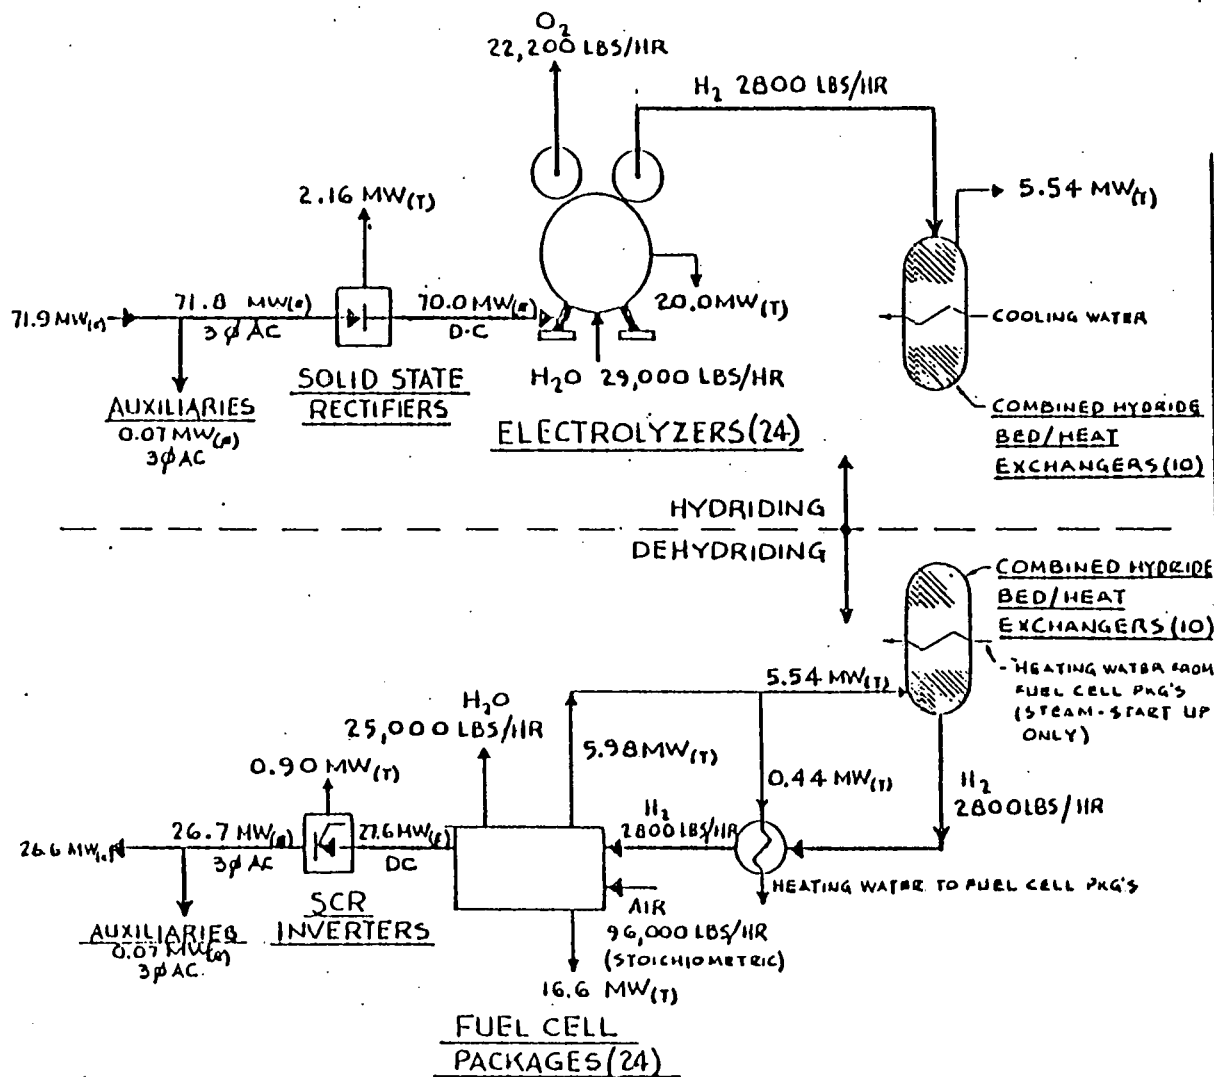 O2
22,200 LBS/HR
H2 2800 LBS/HR
2.16 MW(T)
5.54 MW(T)
71.9 MW(e)
71.8 MW(e)
3φ AC
70.0 MW(e)
D-C
20.0 MW(T)
COOLING WATER
AUXILIARIES
0.07 MW(e)
3φ AC
SOLID STATE
RECTIFIERS
H2O 29,000 LBS/HR
ELECTROLYZERS (24)
COMBINED HYDRIDE
BED/HEAT
EXCHANGERS (10)
HYDRIDING
DEHYDRIDING
COMBINED HYDRIDE
BED/HEAT
EXCHANGERS (10)
- HEATING WATER FROM
FUEL CELL PKG'S
(STEAM-START UP
ONLY)
5.54 MW(T)
H2O
25,000 LBS/HR
5.98 MW(T)
0.44 MW(T)
H2
2800 LBS/HR
0.90 MW(T)
26.6 MW(e)
26.7 MW(e)
3φ AC
27.6 MW(e)
DC
H2
2800 LBS/HR
HEATING WATER TO FUEL CELL PKG'S
AIR
96,000 LBS/HR
(STOICHIOMETRIC)
SCR
INVERTERS
AUXILIARIES
0.07 MW(e)
3φ AC.
16.6 MW(T)
FUEL CELL
PACKAGES (24)